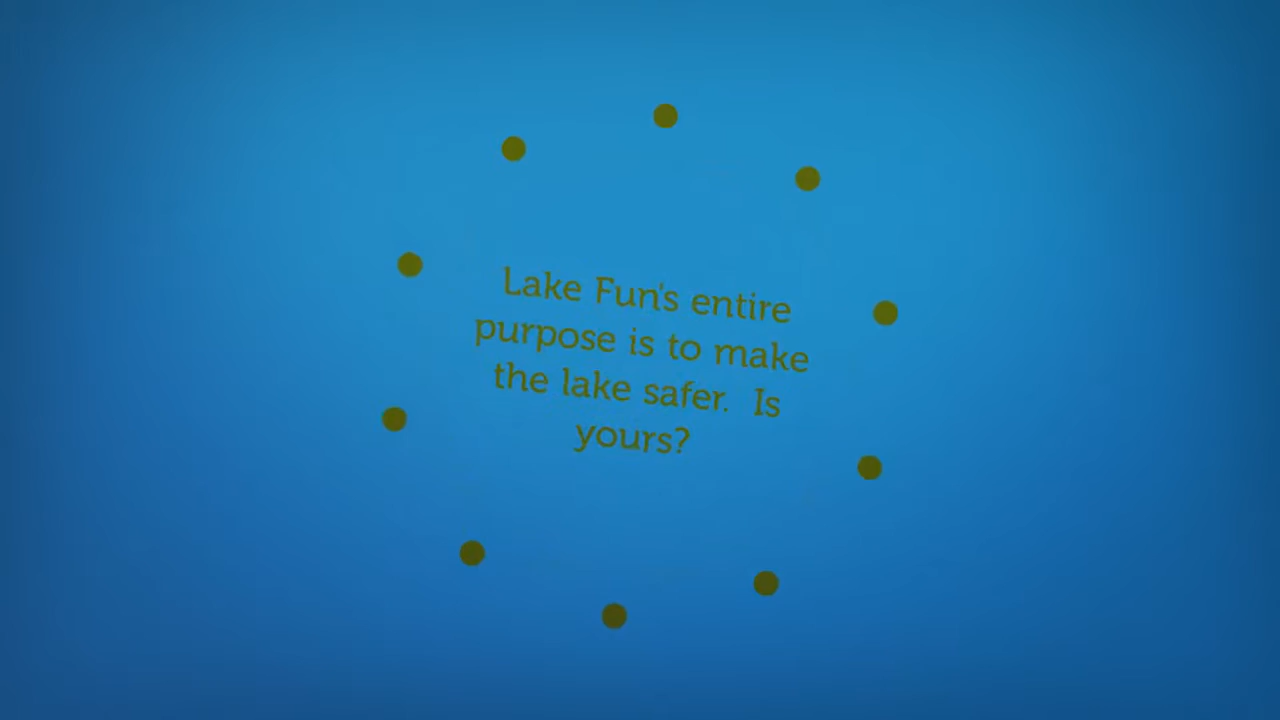 Lake Fun's entire
purpose is to make
the lake safer.  Is
yours?